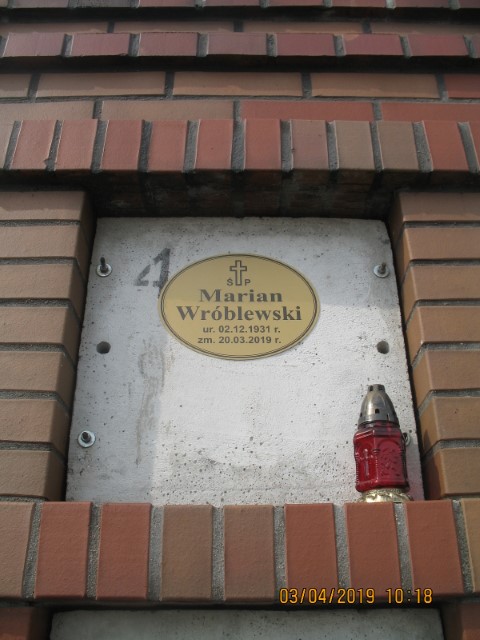 4
Ś P
Marian
Wróblewski
ur. 02.12.1931 r.
zm. 20.03.2019 r.
03/04/2019 10:18